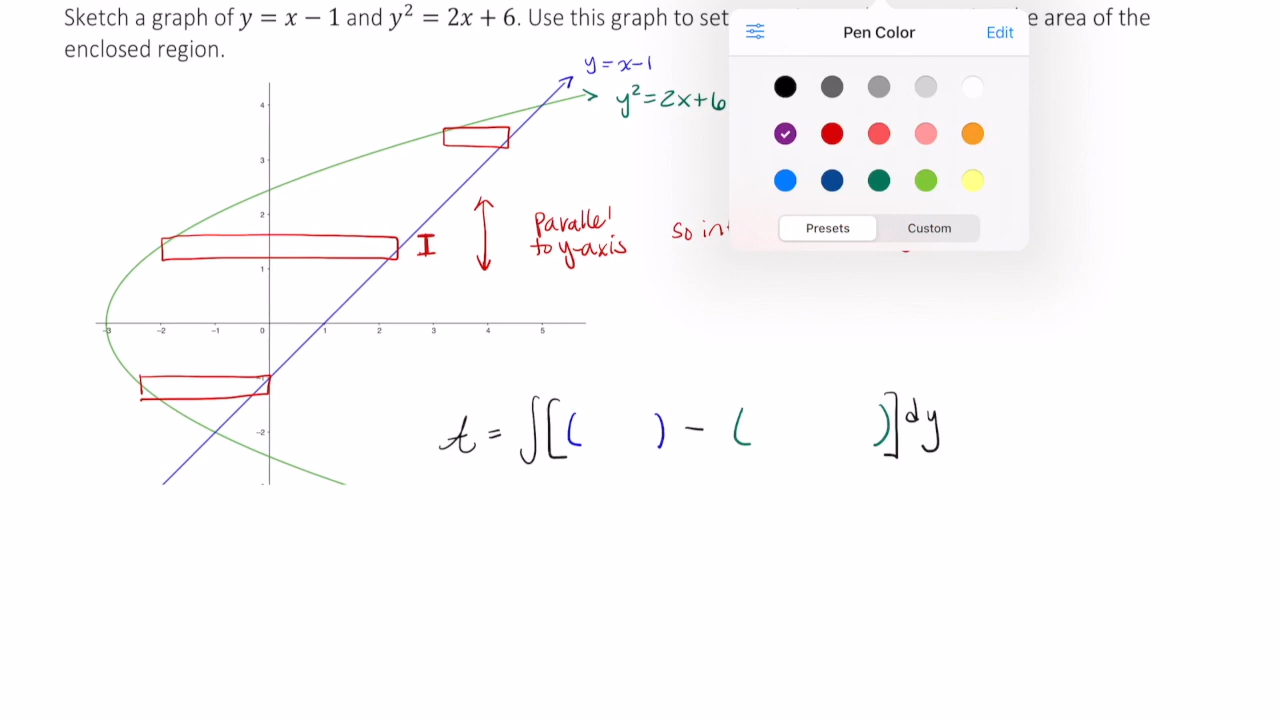 Sketch a graph of y = x − 1 and y² = 2x + 6. Use this graph to set
e area of the
enclosed region.
Pen Color
Edit
y = x-1
y² = 2x+6
4
3
2
1
-3 -2 -1 0 1 2 3 4 5
-1
-2
I
Parallel
to y-axis
So in
Presets
Custom
A = ∫[( ) - ( )]dy